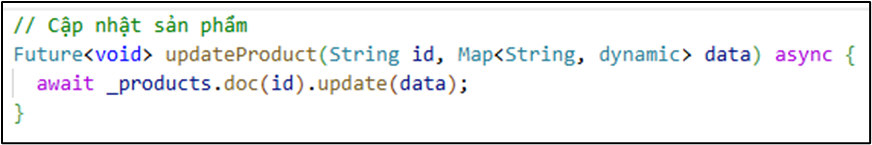 // Cập nhật sản phẩm
Future<void> updateProduct(String id, Map<String, dynamic> data) async {
  await _products.doc(id).update(data);
}